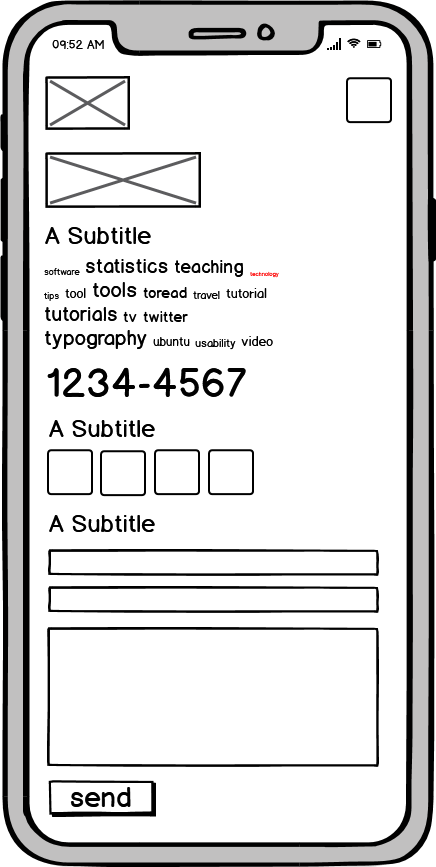 09:52 AM
A Subtitle
software statistics teaching technology
tips tool tools toread travel tutorial
tutorials tv twitter
typography ubuntu usability video
1234-4567
A Subtitle
A Subtitle
send